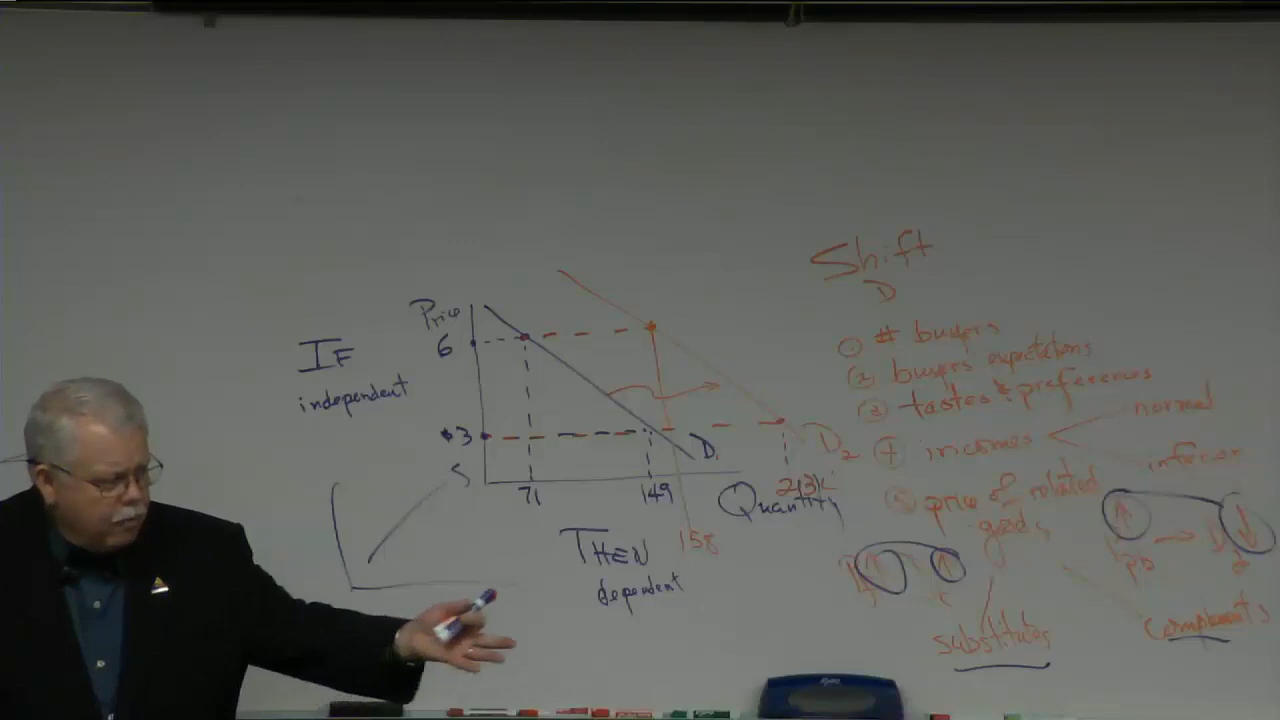 Price
6
IF
independent
$3
S
D1
D2
71
149
Quantity
158
THEN
dependent
Shift
D
① # buyers
② buyers expectations
③ tastes & preferences
④ incomes
normal
inferior
⑤ price of related
goods
substitutes
complements